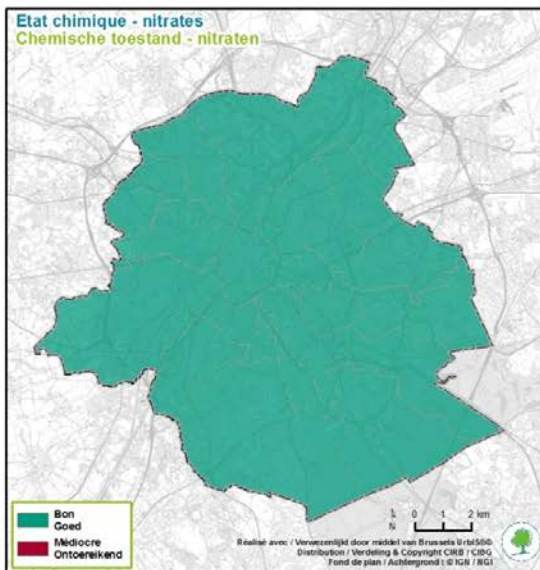 Etat chimique - nitrates
Chemische toestand - nitraten
Bon
Goed
Médiocre
Ontoereikend
N
0 1 2 km
Réalisé avec / Verwezenlijkt door middel van Brussels UrbIS®©
Distribution / Verdeling & Copyright CIRB / CIBG
Fond de plan / Achtergrond : © IGN / NGI